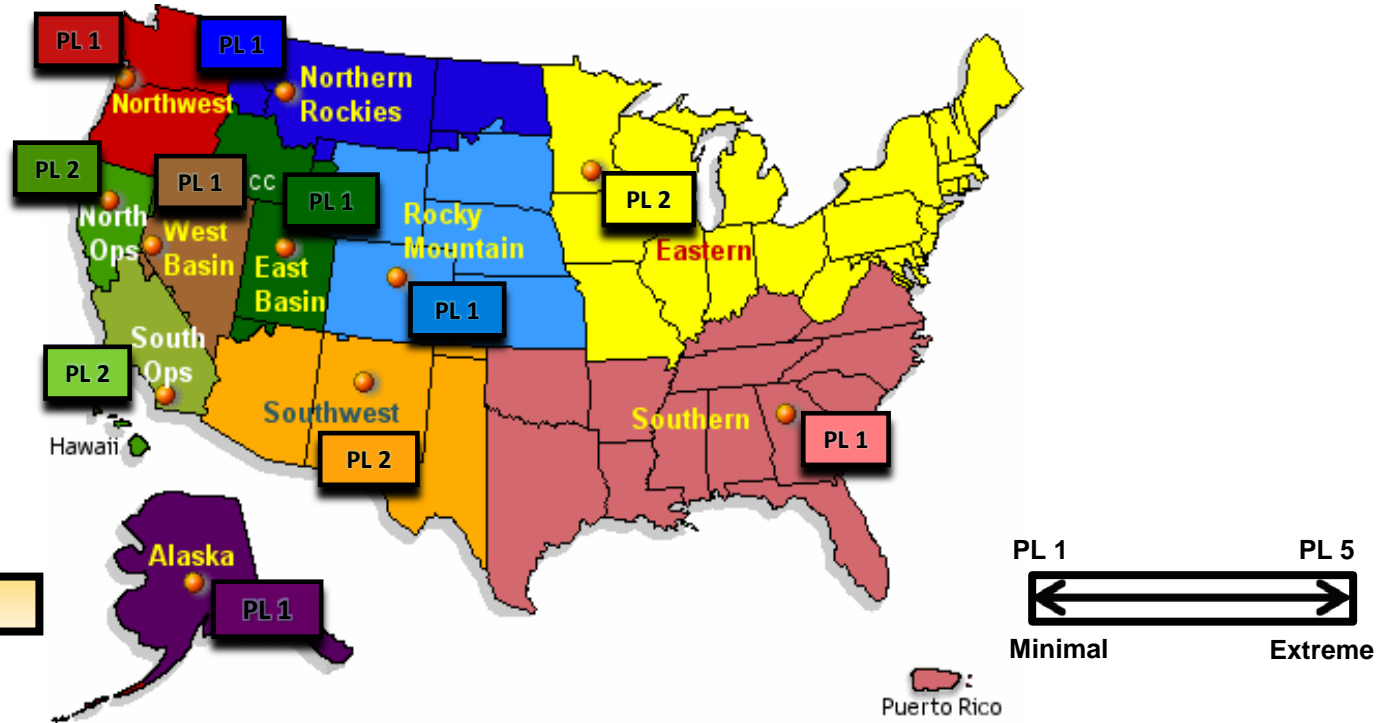 PL 1
PL 1
Northern
Rockies
Northwest
PL 2
PL 1
CC
PL 1
PL 2
North
Ops
West
Basin
Rocky
Mountain
Eastern
East
Basin
PL 1
South
Ops
PL 2
Southwest
Southern
PL 1
Hawaii
PL 2
Alaska
PL 1
PL 1
PL 5
Minimal
Extreme
Puerto Rico